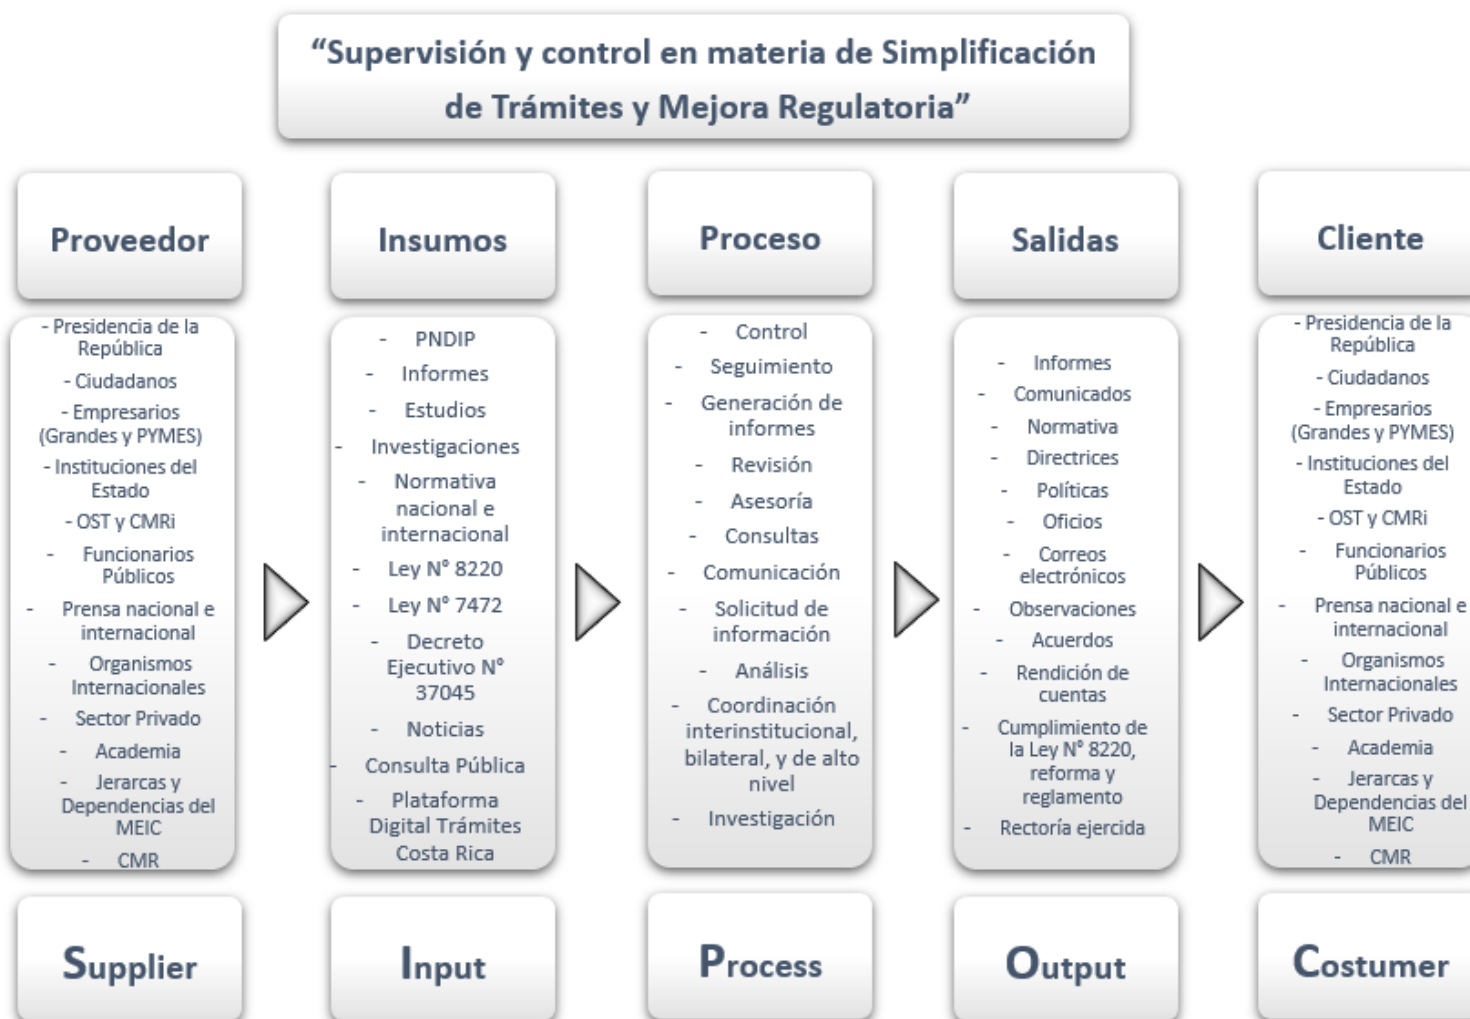 “Supervisión y control en materia de Simplificación
de Trámites y Mejora Regulatoria”
Proveedor
- Presidencia de la
República
- Ciudadanos
- Empresarios
(Grandes y PYMES)
- Instituciones del
Estado
- OST y CMRi
- Funcionarios
Públicos
- Prensa nacional e
internacional
- Organismos
Internacionales
- Sector Privado
- Academia
- Jerarcas y
Dependencias del
MEIC
- CMR
Supplier
Insumos
- PNDIP
- Informes
- Estudios
- Investigaciones
- Normativa
nacional e
internacional
- Ley N° 8220
- Ley N° 7472
- Decreto
Ejecutivo N°
37045
- Noticias
- Consulta Pública
- Plataforma
Digital Trámites
Costa Rica
Input
Proceso
- Control
- Seguimiento
- Generación de
informes
- Revisión
- Asesoría
- Consultas
- Comunicación
- Solicitud de
información
- Análisis
- Coordinación
interinstitucional,
bilateral, y de alto
nivel
- Investigación
Process
Salidas
- Informes
- Comunicados
- Normativa
- Directrices
- Políticas
- Oficios
- Correos
electrónicos
- Observaciones
- Acuerdos
- Rendición de
cuentas
- Cumplimiento de
la Ley N° 8220,
reforma y
reglamento
- Rectoría ejercida
Output
Cliente
- Presidencia de la
República
- Ciudadanos
- Empresarios
(Grandes y PYMES)
- Instituciones del
Estado
- OST y CMRi
- Funcionarios
Públicos
- Prensa nacional e
internacional
- Organismos
Internacionales
- Sector Privado
- Academia
- Jerarcas y
Dependencias del
MEIC
- CMR
Costumer